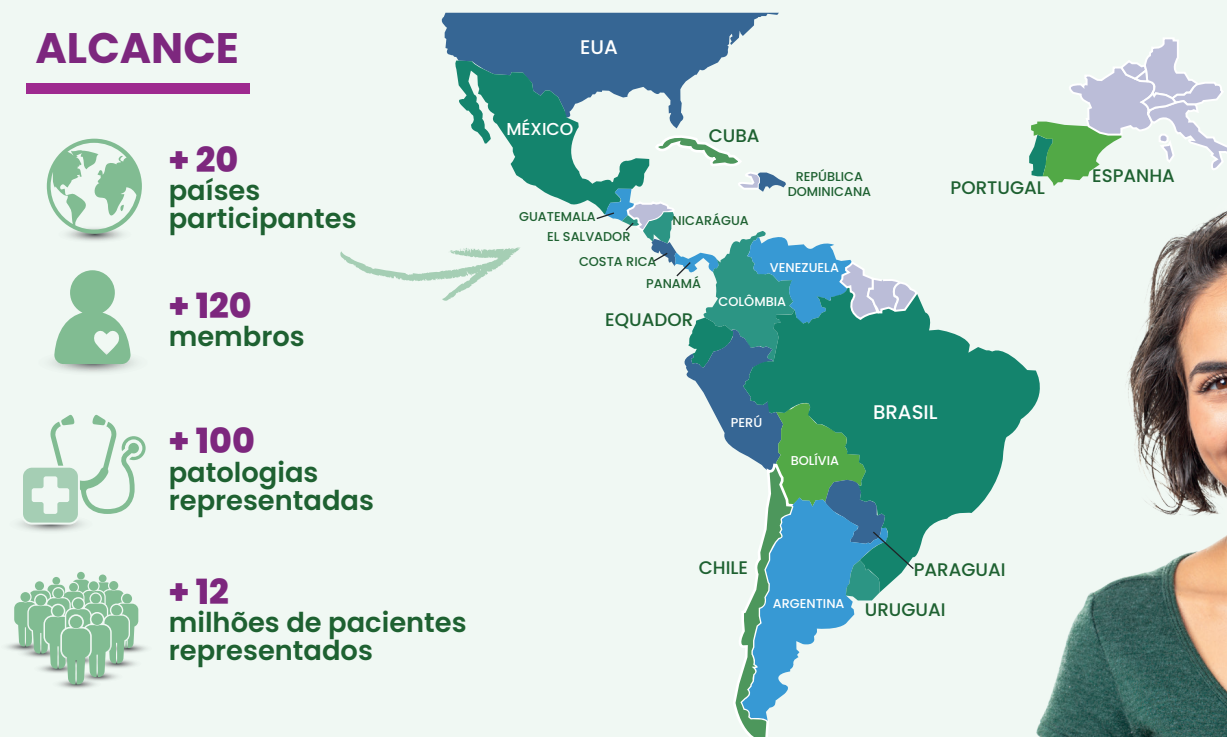 ALCANCE
+ 20
países
participantes
+ 120
membros
+ 100
patologias
representadas
+ 12
milhões de pacientes
representados
EUA
MÉXICO
CUBA
REPÚBLICA
DOMINICANA
GUATEMALA
NICARÁGUA
EL SALVADOR
COSTA RICA
PANAMÁ
VENEZUELA
COLÔMBIA
EQUADOR
BRASIL
PERÚ
BOLÍVIA
CHILE
PARAGUAI
ARGENTINA
URUGUAI
PORTUGAL
ESPANHA